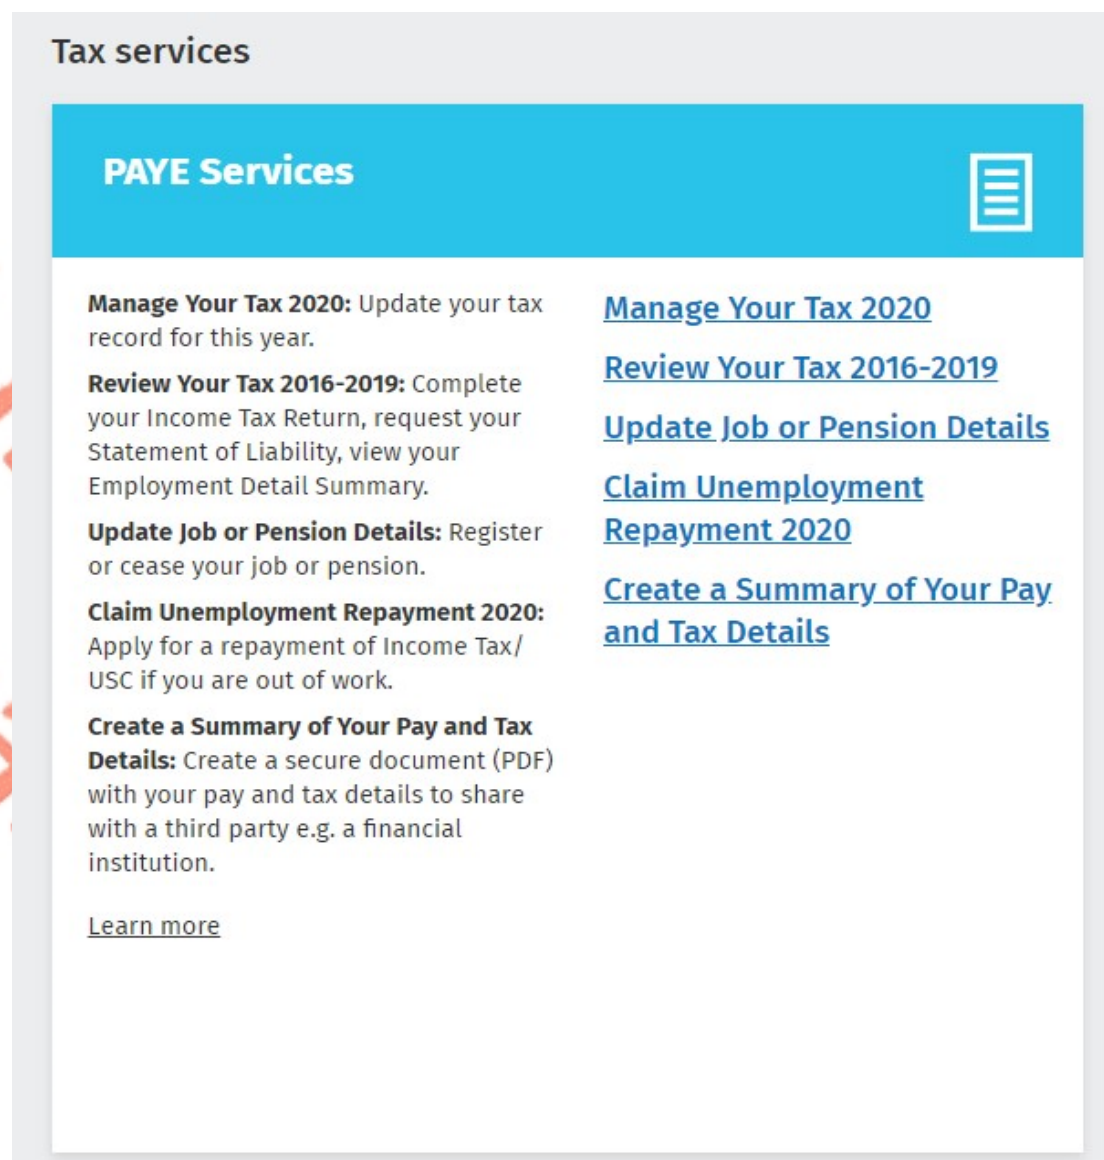 Tax services
PAYE Services
Manage Your Tax 2020: Update your tax
record for this year.
Review Your Tax 2016-2019: Complete
your Income Tax Return, request your
Statement of Liability, view your
Employment Detail Summary.
Update Job or Pension Details: Register
or cease your job or pension.
Claim Unemployment Repayment 2020:
Apply for a repayment of Income Tax/
USC if you are out of work.
Create a Summary of Your Pay and Tax
Details: Create a secure document (PDF)
with your pay and tax details to share
with a third party e.g. a financial
institution.
Learn more
Manage Your Tax 2020
Review Your Tax 2016-2019
Update Job or Pension Details
Claim Unemployment
Repayment 2020
Create a Summary of Your Pay
and Tax Details